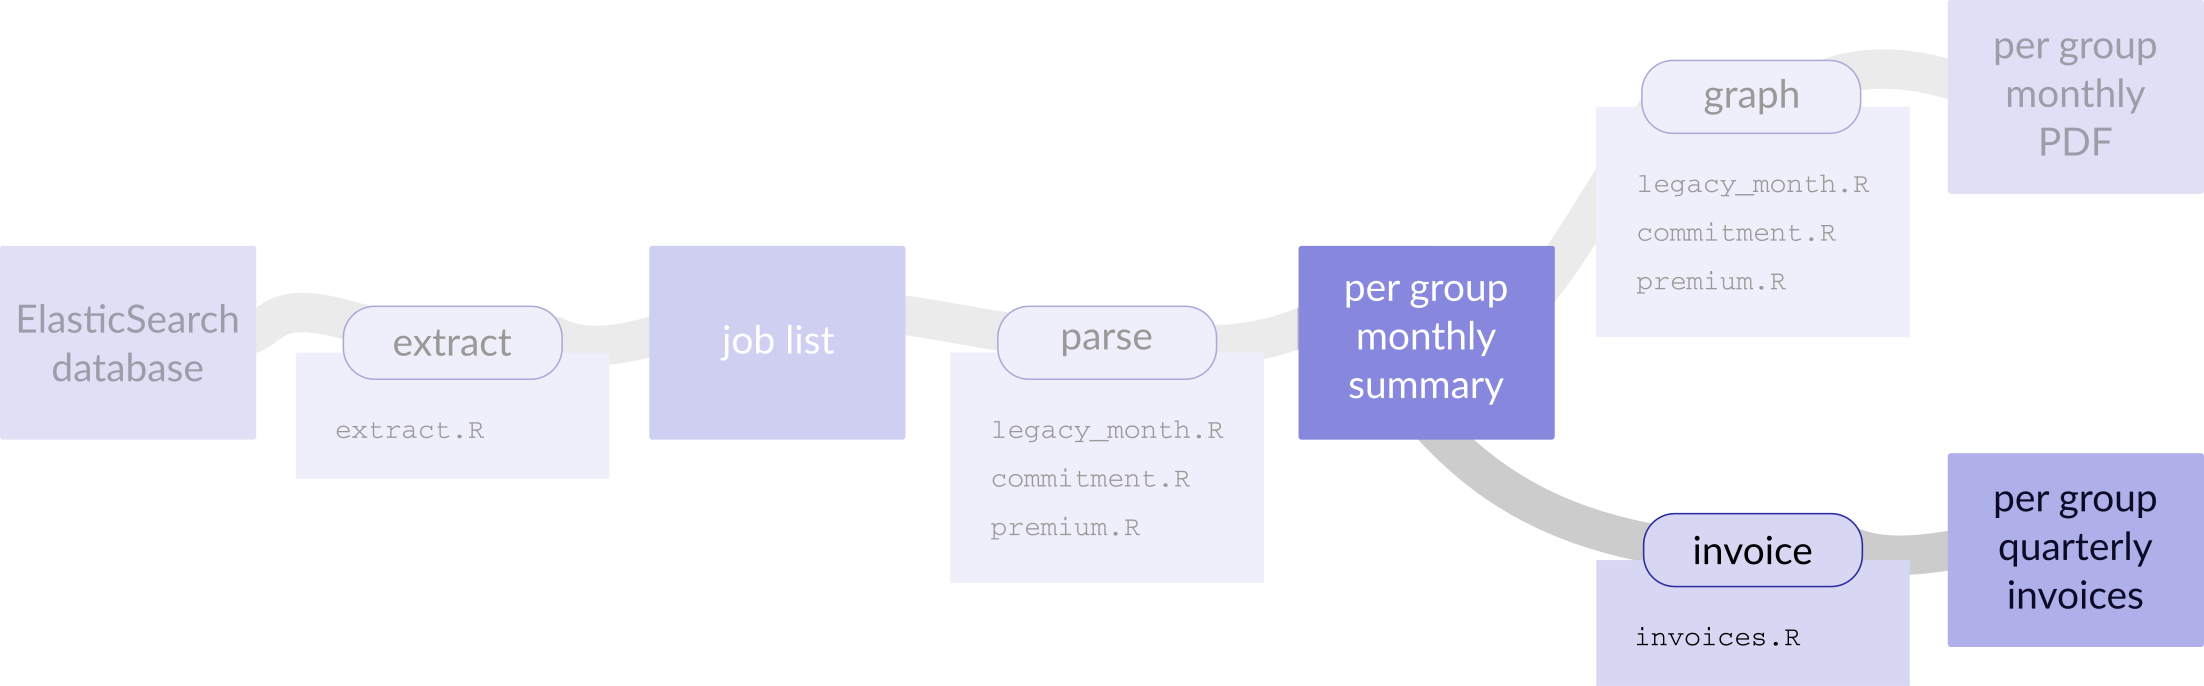 ElasticSearch
database
extract
extract.R
job list
parse
legacy_month.R
commitment.R
premium.R
per group
monthly
summary
graph
legacy_month.R
commitment.R
premium.R
per group
monthly
PDF
invoice
invoices.R
per group
quarterly
invoices